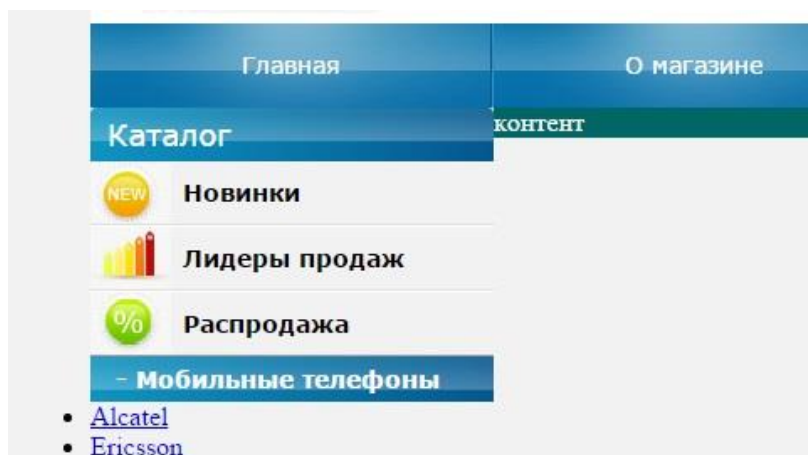 Главная
О магазине
Каталог
контент
NEW
Новинки
Лидеры продаж
%
Распродажа
- Мобильные телефоны
• Alcatel
• Ericsson